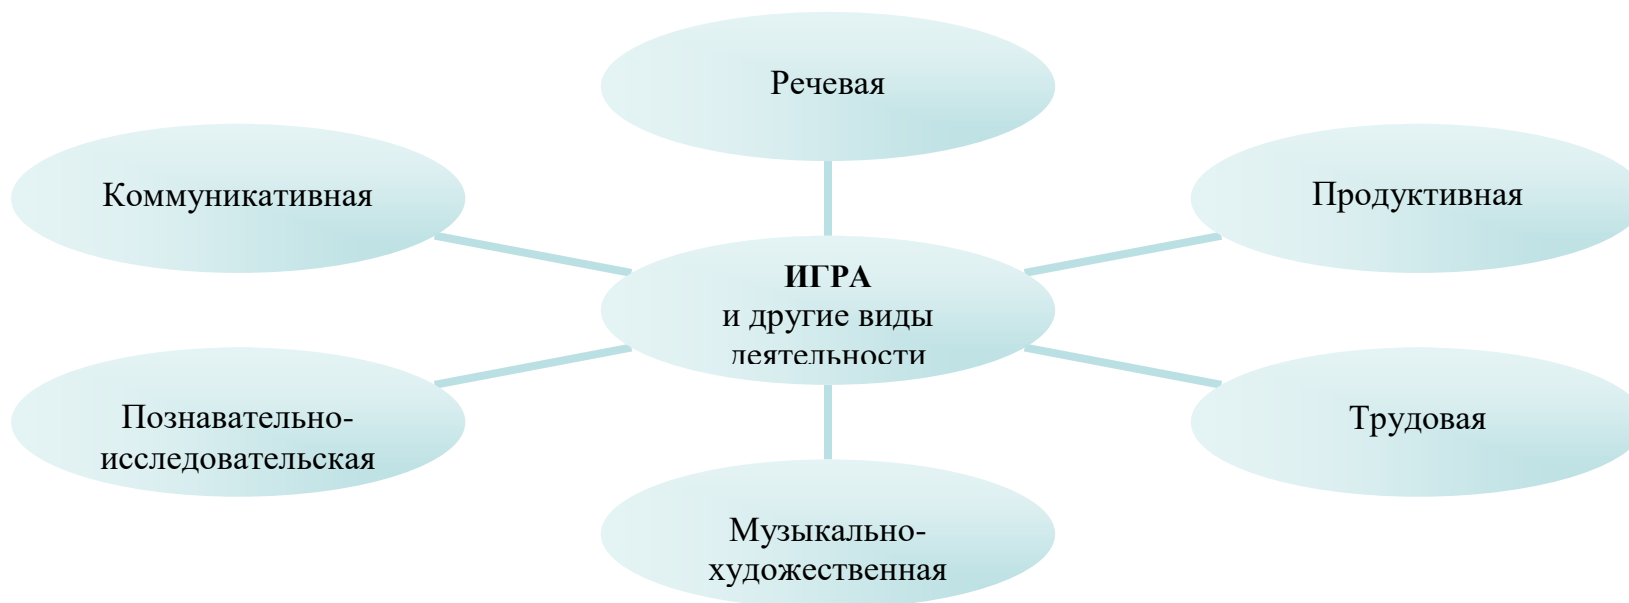 Речевая
Коммуникативная
Продуктивная
ИГРА
и другие виды
деятельности
Познавательно-
исследовательская
Трудовая
Музыкально-
художественная